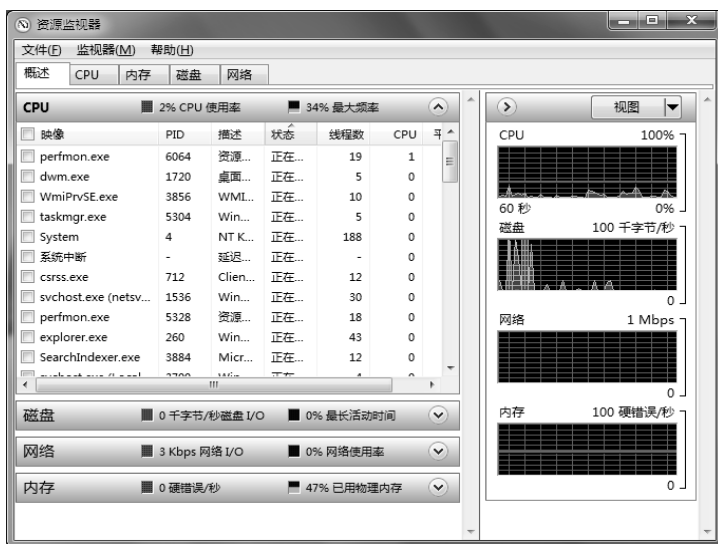 资源监视器
文件(F) 监视器(M) 帮助(H)
概述 CPU 内存 磁盘 网络
CPU 2% CPU 使用率 34% 最大频率
映像 PID 描述 状态 线程数 CPU 平
perfmon.exe 6064 资源... 正在... 19 1
dwm.exe 1720 桌面... 正在... 5 0
WmiPrvSE.exe 3856 WMI... 正在... 10 0
taskmgr.exe 5304 Win... 正在... 5 0
System 4 NT K... 正在... 188 0
系统中断 - 延迟... 正在... - 0
csrss.exe 712 Clien... 正在... 12 0
svchost.exe (netsv... 1536 Win... 正在... 30 0
perfmon.exe 5328 资源... 正在... 18 0
explorer.exe 260 Win... 正在... 43 0
SearchIndexer.exe 3884 Micr... 正在... 12 0
磁盘 0 千字节/秒磁盘 I/O 0% 最长活动时间
网络 3 Kbps 网络 I/O 0% 网络使用率
内存 0 硬错误/秒 47% 已用物理内存
视图
CPU 100%
60 秒 0%
磁盘 100 千字节/秒
0
网络 1 Mbps
0
内存 100 硬错误/秒
0